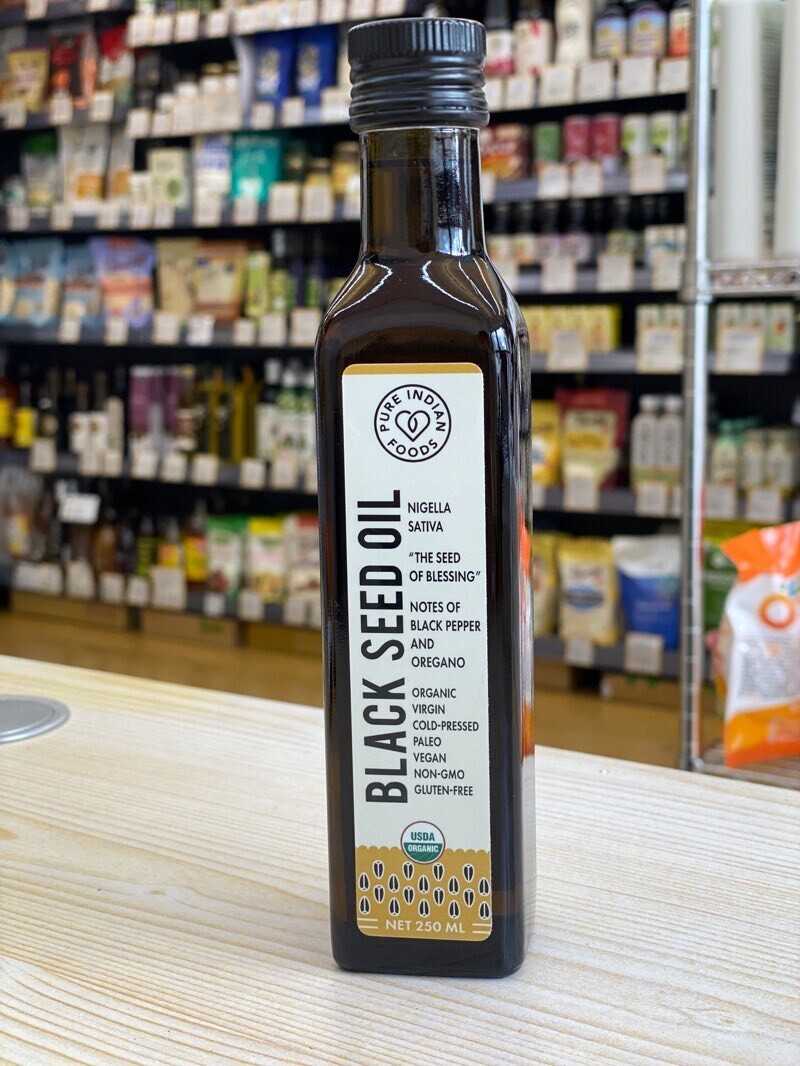 PURE INDIAN
FOODS
BLACK SEED OIL
NIGELLA
SATIVA
“THE SEED
OF BLESSING”
NOTES OF
BLACK PEPPER
AND
OREGANO
ORGANIC
VIRGIN
COLD-PRESSED
PALEO
VEGAN
NON-GMO
GLUTEN-FREE
USDA
ORGANIC
NET 250 ML